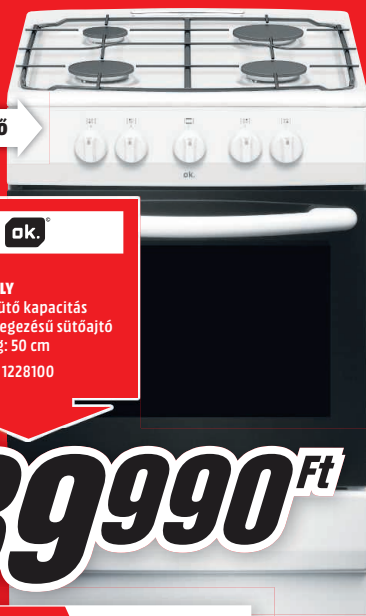 ok.
ok.
LY
ütő kapacitás
egezésű sütőajtó
g: 50 cm
1228100
39990 Ft